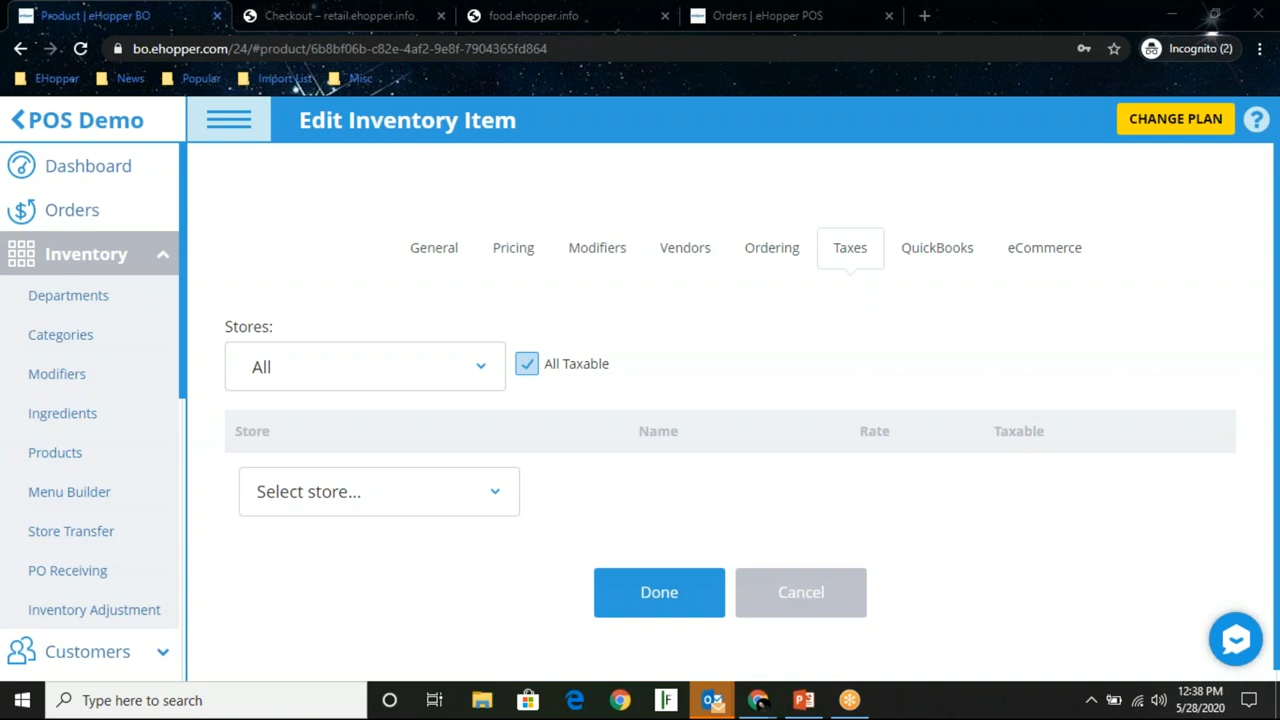 Product | eHopper BO
Checkout – retail.ehopper.info
food.ehopper.info
Orders | eHopper POS
bo.ehopper.com/24/#product/6b8bf06b-c82e-4af2-9e8f-7904365fd864
Incognito (2)
EHopper
News
Popular
Import List
Misc
POS Demo
Edit Inventory Item
CHANGE PLAN
?
Dashboard
Orders
Inventory
Departments
Categories
Modifiers
Ingredients
Products
Menu Builder
Store Transfer
PO Receiving
Inventory Adjustment
Customers
General Pricing Modifiers Vendors Ordering Taxes QuickBooks eCommerce
Stores:
All
All Taxable
Store Name Rate Taxable
Select store...
Done
Cancel
Type here to search
12:38 PM
5/28/2020